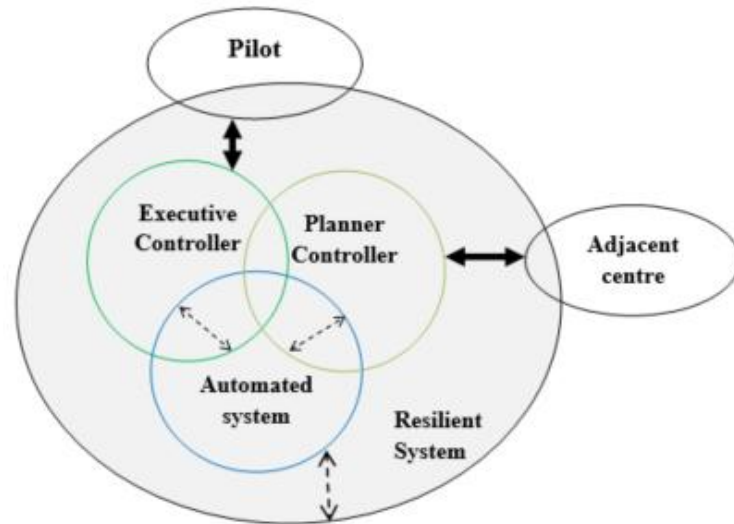 Pilot
Executive
Controller
Planner
Controller
Adjacent
centre
Automated
system
Resilient
System